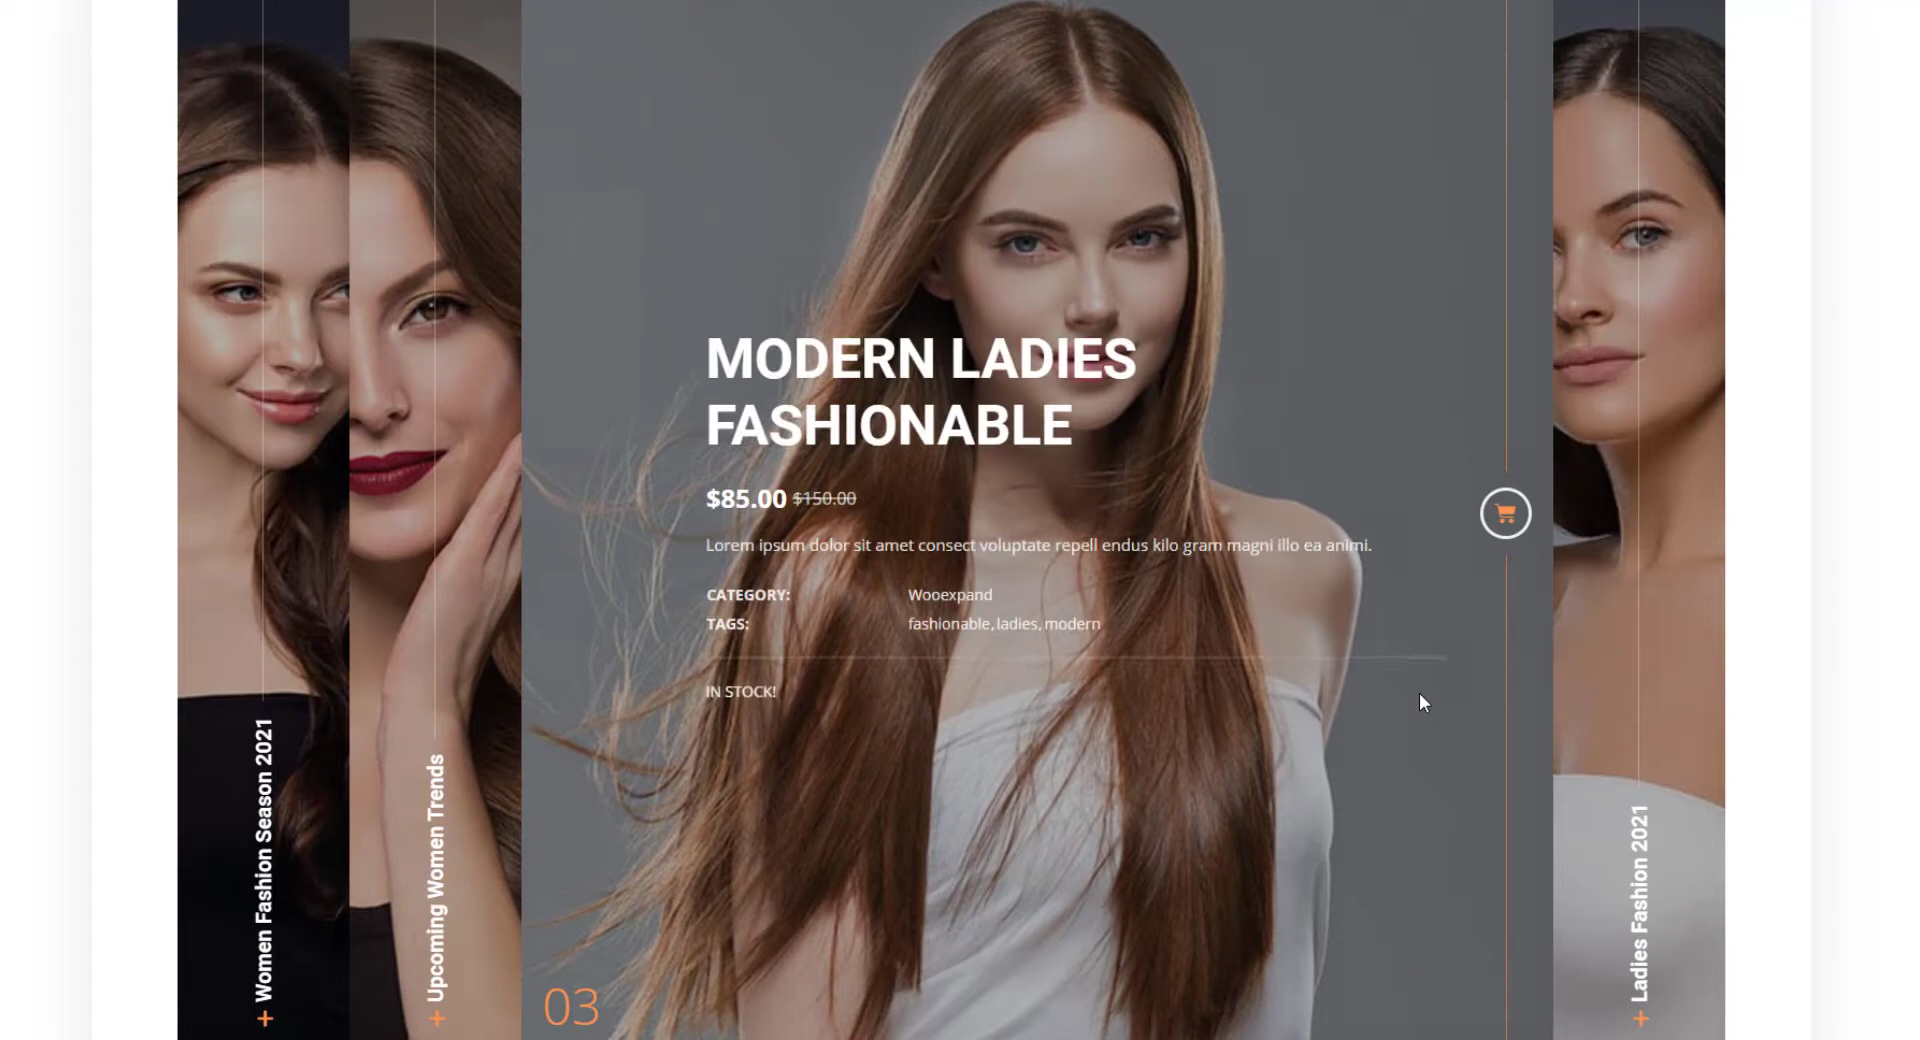 Women Fashion Season 2021
Upcoming Women Trends
MODERN LADIES
FASHIONABLE
$85.00 $150.00
Lorem ipsum dolor sit amet consect voluptate repell endus kilo gram magni illo ea animi.
CATEGORY: Wooexpand
TAGS: fashionable, ladies, modern
IN STOCK!
03
Ladies Fashion 2021